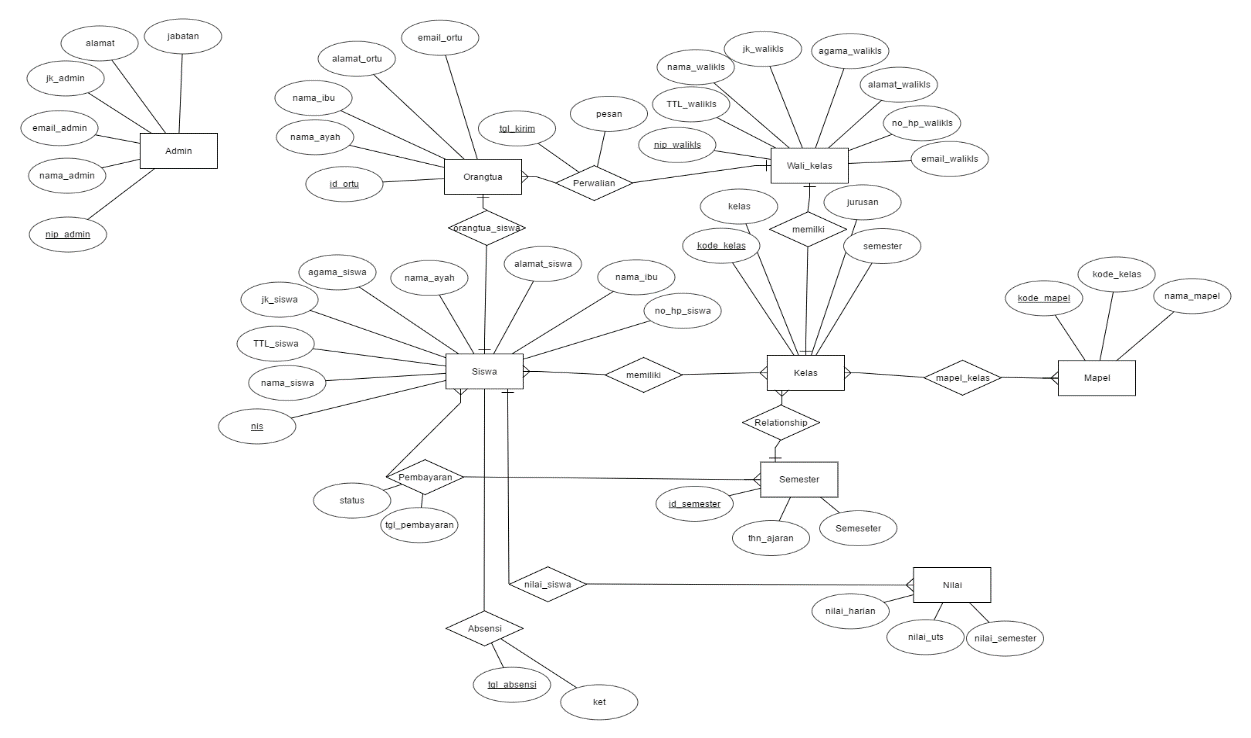 alamat
jabatan
jk_admin
email_admin
nama_admin
nip_admin
Admin
email_ortu
alamat_ortu
nama_ibu
nama_ayah
id_ortu
Orangtua
tgl_kirim
pesan
Perwalian
jk_walikls
agama_walikls
nama_walikls
alamat_walikls
TTL_walikls
no_hp_walikls
nip_walikls
email_walikls
Wali_kelas
orangtua_siswa
memilki
kelas
jurusan
kode_kelas
semester
agama_siswa
nama_ayah
alamat_siswa
nama_ibu
jk_siswa
no_hp_siswa
TTL_siswa
nama_siswa
nis
Siswa
memiliki
Kelas
mapel_kelas
kode_mapel
kode_kelas
nama_mapel
Mapel
Relationship
Pembayaran
status
tgl_pembayaran
Semester
id_semester
thn_ajaran
Semeseter
nilai_siswa
Nilai
nilai_harian
nilai_uts
nilai_semester
Absensi
tgl_absensi
ket